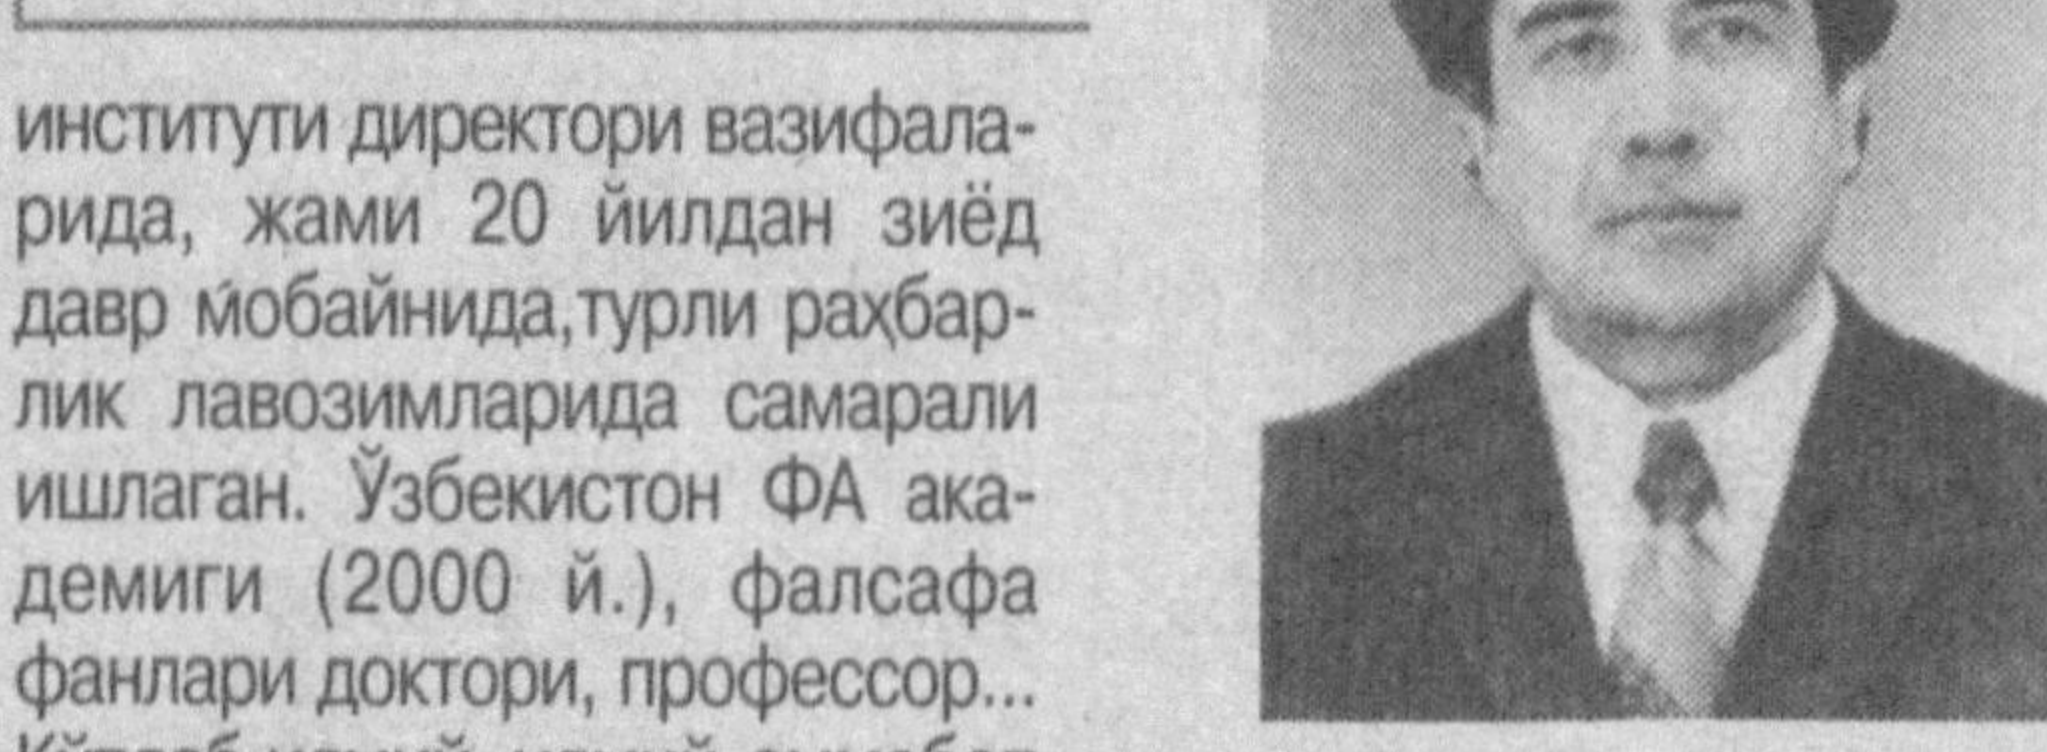 институти директори вазифала-
рида, жами 20 йилдан зиёд
давр мобайнида,турли раҳбар-
лик лавозимларида самарали
ишлаган. Ўзбекистон ФА ака-
демиги (2000 й.), фалсафа
фанлари доктори, профессор...